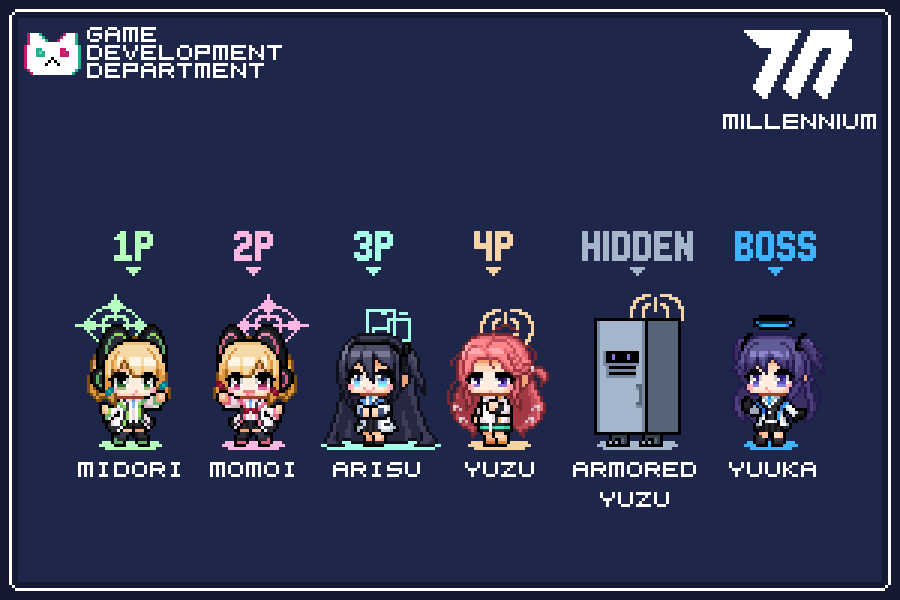 GAME
DEVELOPMENT
DEPARTMENT
MILLENNIUM
1P
2P
3P
4P
HIDDEN
BOSS
MIDORI
MOMOI
ARISU
YUZU
ARMORED
YUZU
YUUKA